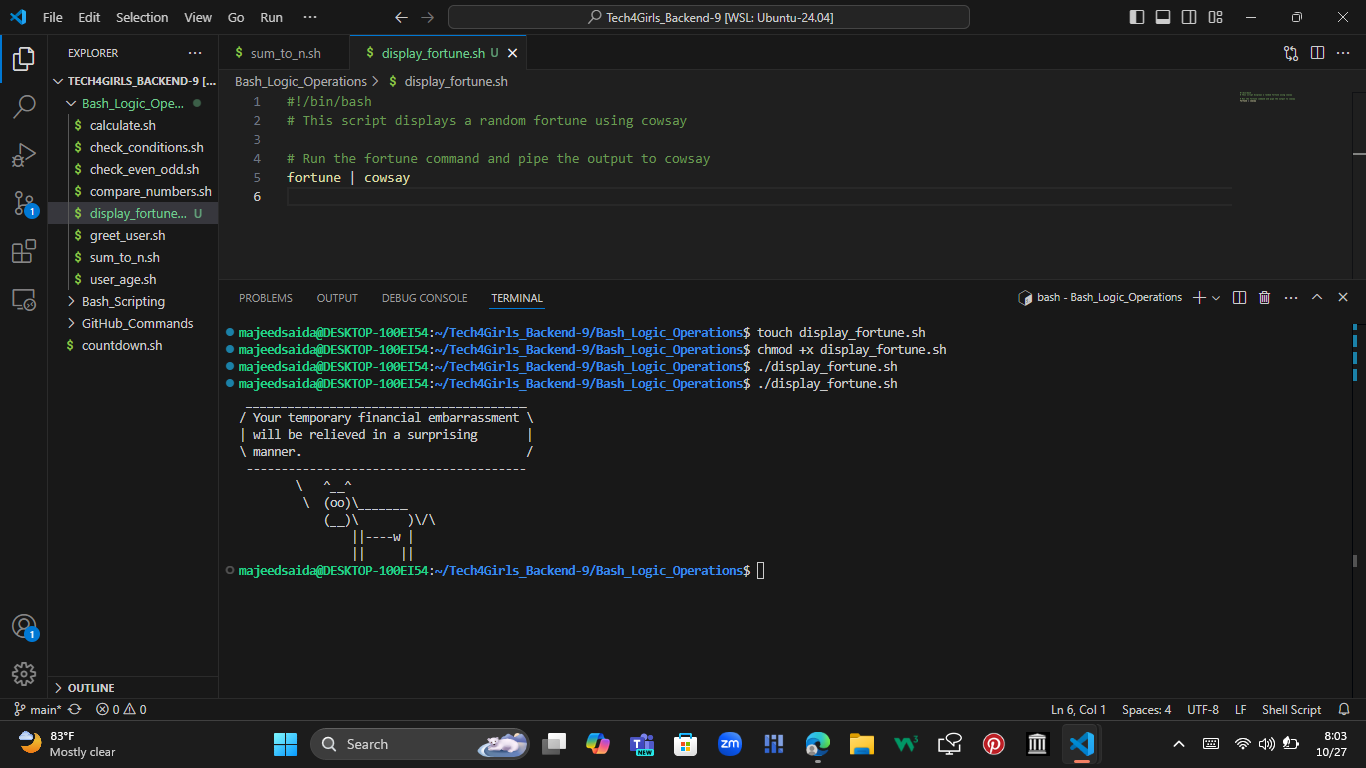 File Edit Selection View Go Run ···
Tech4Girls_Backend-9 [WSL: Ubuntu-24.04]
EXPLORER
TECH4GIRLS_BACKEND-9 [...
Bash_Logic_Ope...
calculate.sh
check_conditions.sh
check_even_odd.sh
compare_numbers.sh
display_fortune... U
greet_user.sh
sum_to_n.sh
user_age.sh
Bash_Scripting
GitHub_Commands
countdown.sh
OUTLINE
sum_to_n.sh
display_fortune.sh U
Bash_Logic_Operations > $ display_fortune.sh
1 #!/bin/bash
2 # This script displays a random fortune using cowsay
3
4 # Run the fortune command and pipe the output to cowsay
5 fortune | cowsay
6
PROBLEMS OUTPUT DEBUG CONSOLE TERMINAL
bash - Bash_Logic_Operations
majeedsaida@DESKTOP-100EI54:~/Tech4Girls_Backend-9/Bash_Logic_Operations$ touch display_fortune.sh
majeedsaida@DESKTOP-100EI54:~/Tech4Girls_Backend-9/Bash_Logic_Operations$ chmod +x display_fortune.sh
majeedsaida@DESKTOP-100EI54:~/Tech4Girls_Backend-9/Bash_Logic_Operations$ ./display_fortune.sh
majeedsaida@DESKTOP-100EI54:~/Tech4Girls_Backend-9/Bash_Logic_Operations$ ./display_fortune.sh
 ________________________________________
/ Your temporary financial embarrassment \
| will be relieved in a surprising       |
\ manner.                                /
 ----------------------------------------
        \   ^__^
         \  (oo)\_______
            (__)\       )\/\
                ||----w |
                ||     ||
majeedsaida@DESKTOP-100EI54:~/Tech4Girls_Backend-9/Bash_Logic_Operations$
1
1
main* 0 0
Ln 6, Col 1 Spaces: 4 UTF-8 LF Shell Script
83°F
Mostly clear
Search
NEW
zm
8:03
10/27